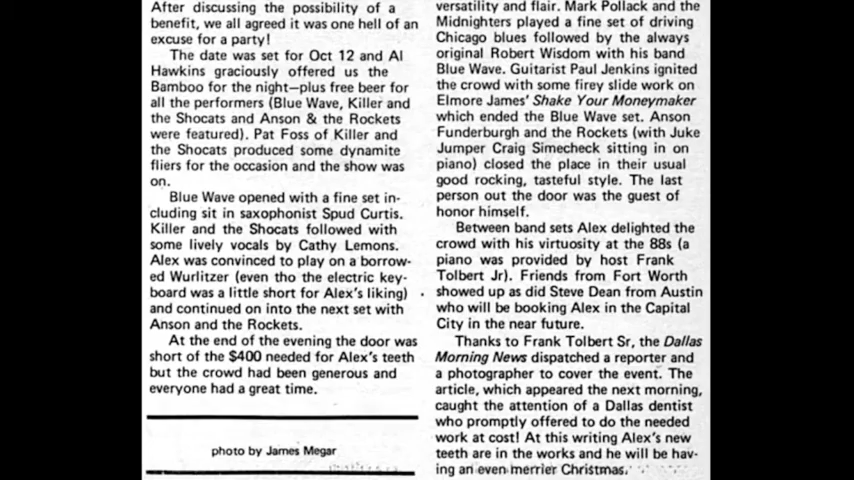 After discussing the possibility of a
benefit, we all agreed it was one hell of an
excuse for a party!
The date was set for Oct 12 and Al
Hawkins graciously offered us the
Bamboo for the night—plus free beer for
all the performers (Blue Wave, Killer and
the Shocats and Anson & the Rockets
were featured). Pat Foss of Killer and
the Shocats produced some dynamite
fliers for the occasion and the show was
on.
Blue Wave opened with a fine set in-
cluding sit in saxophonist Spud Curtis.
Killer and the Shocats followed with
some lively vocals by Cathy Lemons.
Alex was convinced to play on a borrow-
ed Wurlitzer (even tho the electric key-
board was a little short for Alex's liking)
and continued on into the next set with
Anson and the Rockets.
At the end of the evening the door was
short of the $400 needed for Alex's teeth
but the crowd had been generous and
everyone had a great time.
photo by James Megar
versatility and flair. Mark Pollack and the
Midnighters played a fine set of driving
Chicago blues followed by the always
original Robert Wisdom with his band
Blue Wave. Guitarist Paul Jenkins ignited
the crowd with some firey slide work on
Elmore James' Shake Your Moneymaker
which ended the Blue Wave set. Anson
Funderburgh and the Rockets (with Juke
Jumper Craig Simecheck sitting in on
piano) closed the place in their usual
good rocking, tasteful style. The last
person out the door was the guest of
honor himself.
Between band sets Alex delighted the
crowd with his virtuosity at the 88s (a
piano was provided by host Frank
Tolbert Jr). Friends from Fort Worth
showed up as did Steve Dean from Austin
who will be booking Alex in the Capital
City in the near future.
Thanks to Frank Tolbert Sr, the Dallas
Morning News dispatched a reporter and
a photographer to cover the event. The
article, which appeared the next morning,
caught the attention of a Dallas dentist
who promptly offered to do the needed
work at cost! At this writing Alex's new
teeth are in the works and he will be hav-
ing an even merrier Christmas.